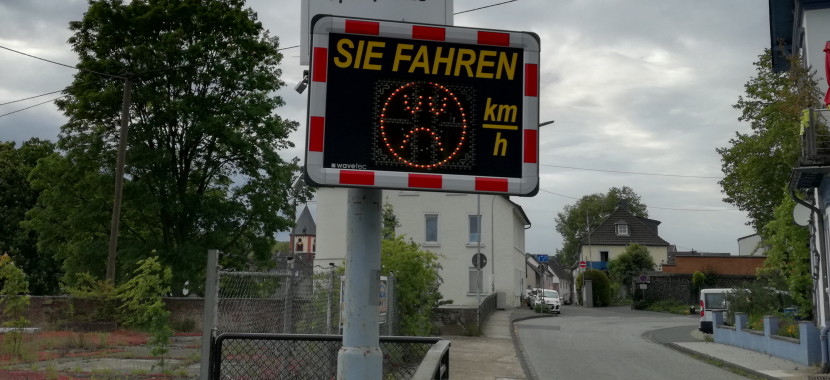 SIE FAHREN
km
h
wavetec